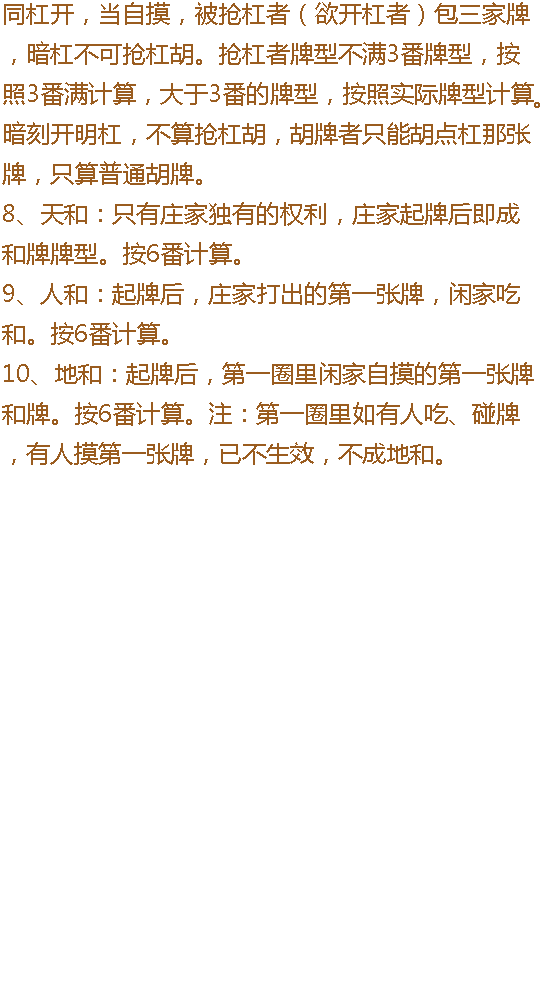 同杠开，当自摸，被抢杠者（欲开杠者）包三家牌
，暗杠不可抢杠胡。抢杠者牌型不满3番牌型，按
照3番满计算，大于3番的牌型，按照实际牌型计算。
暗刻开明杠，不算抢杠胡，胡牌者只能胡点杠那张
牌，只算普通胡牌。
8、天和：只有庄家独有的权利，庄家起牌后即成
和牌牌型。按6番计算。
9、人和：起牌后，庄家打出的第一张牌，闲家吃
和。按6番计算。
10、地和：起牌后，第一圈里闲家自摸的第一张牌
和牌。按6番计算。注：第一圈里如有人吃、碰牌
，有人摸第一张牌，已不生效，不成地和。